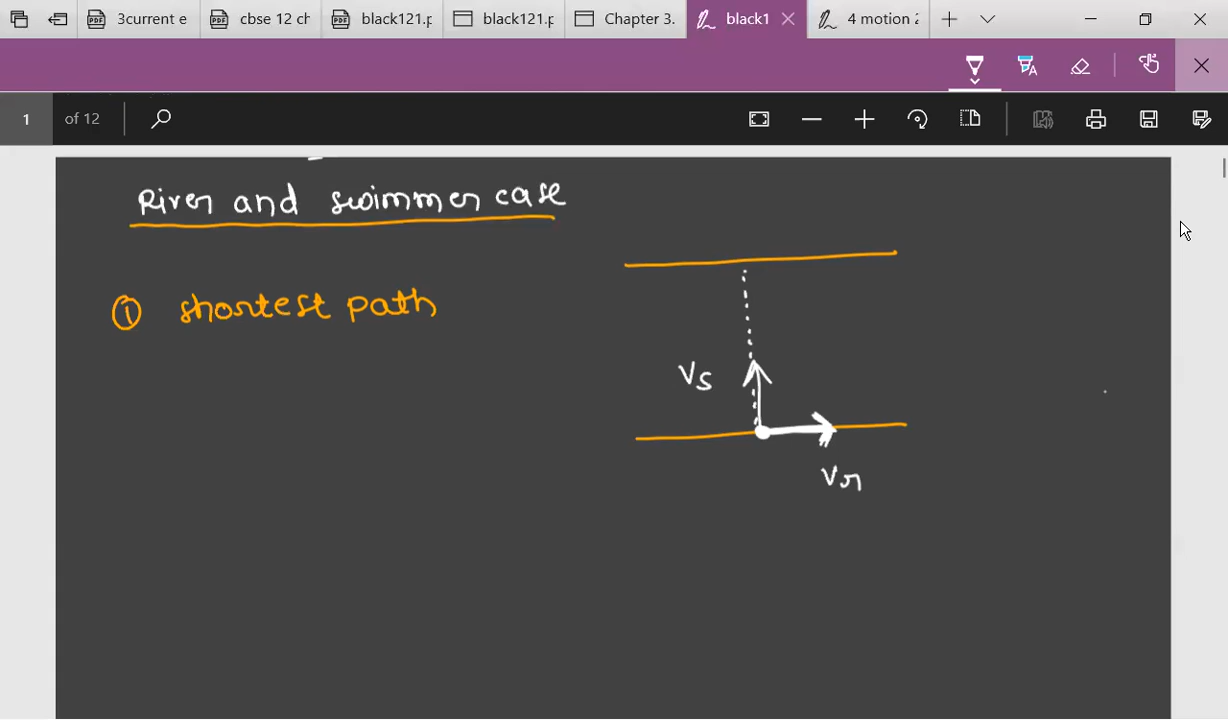 3current e
cbse 12 ch
black121.p
black121.p
Chapter 3.
black1
4 motion 2
1 of 12
River and swimmer case
① shortest path
Vs
Vr